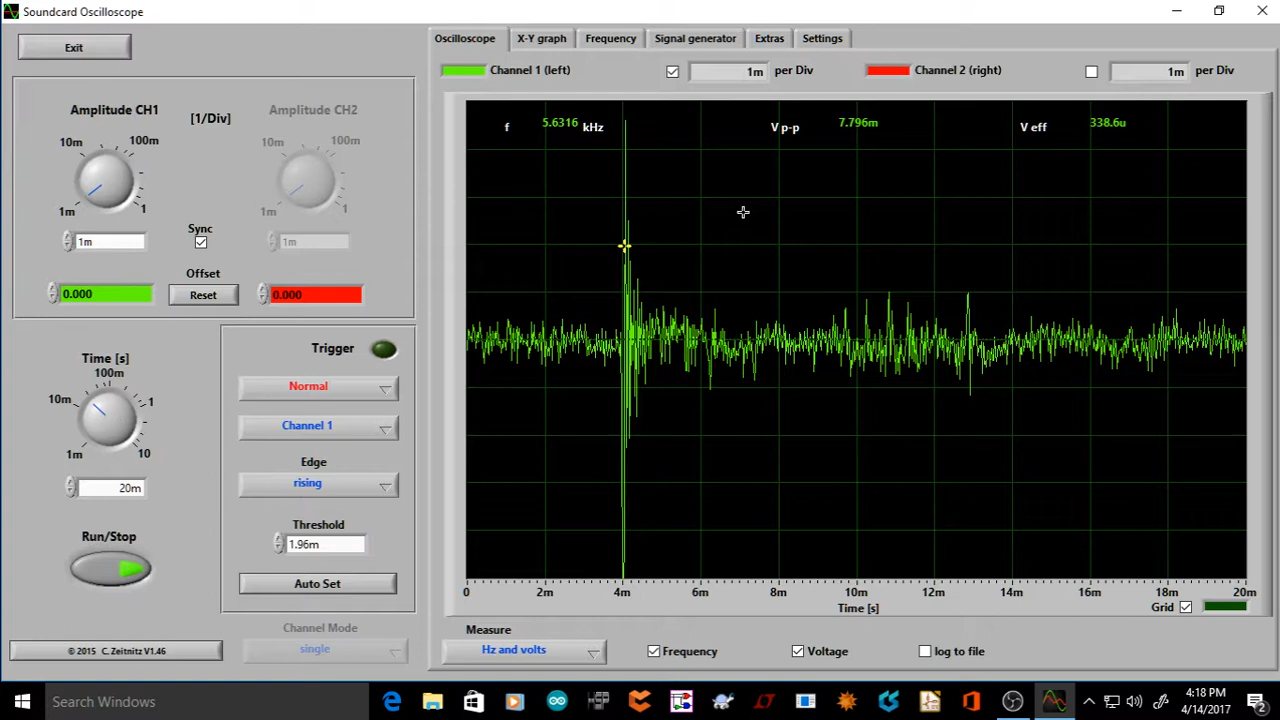 Soundcard Oscilloscope
Exit
Amplitude CH1
[1/Div]
Amplitude CH2
10m
100m
1m
1
10m
100m
1m
1
1m
Sync
1m
Offset
0.000
Reset
0.000
Time [s]
100m
10m
1
1m
10
20m
Run/Stop
Trigger
Normal
Channel 1
Edge
rising
Threshold
1.96m
Auto Set
Channel Mode
single
© 2015 C. Zeitnitz V1.46
Oscilloscope
X-Y graph
Frequency
Signal generator
Extras
Settings
Channel 1 (left)
1m
per Div
Channel 2 (right)
1m
per Div
f 5.6316 kHz
V p-p 7.796m
V eff 338.6u
0
2m
4m
6m
8m
10m
12m
14m
16m
18m
20m
Time [s]
Grid
Measure
Hz and volts
Frequency
Voltage
log to file
Search Windows
4:18 PM
4/14/2017
2